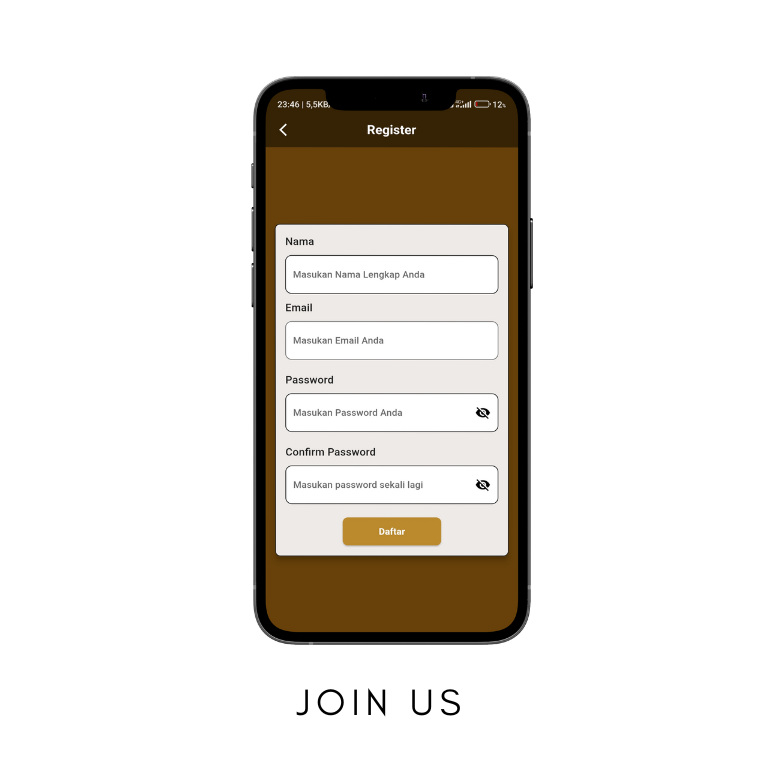 23:46 | 5,5KB/ 12%
Register
Nama
Masukan Nama Lengkap Anda
Email
Masukan Email Anda
Password
Masukan Password Anda
Confirm Password
Masukan password sekali lagi
Daftar
JOIN US